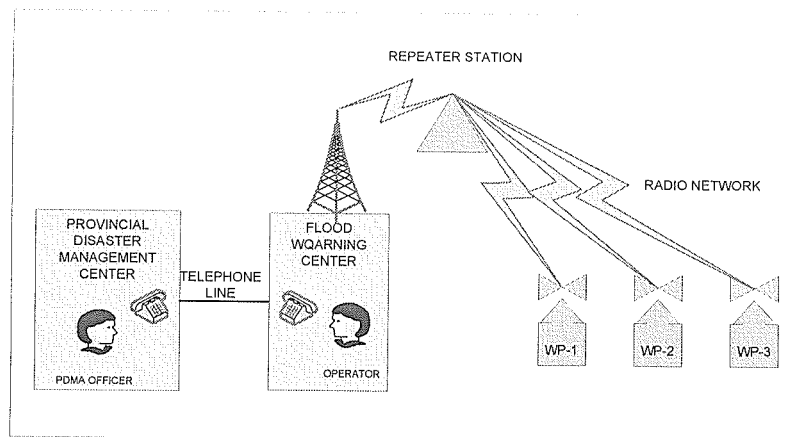 REPEATER STATION
RADIO NETWORK
PROVINCIAL
DISASTER
MANAGEMENT
CENTER
TELEPHONE
LINE
FLOOD
WQARNING
CENTER
PDMA OFFICER
OPERATOR
WP-1
WP-2
WP-3